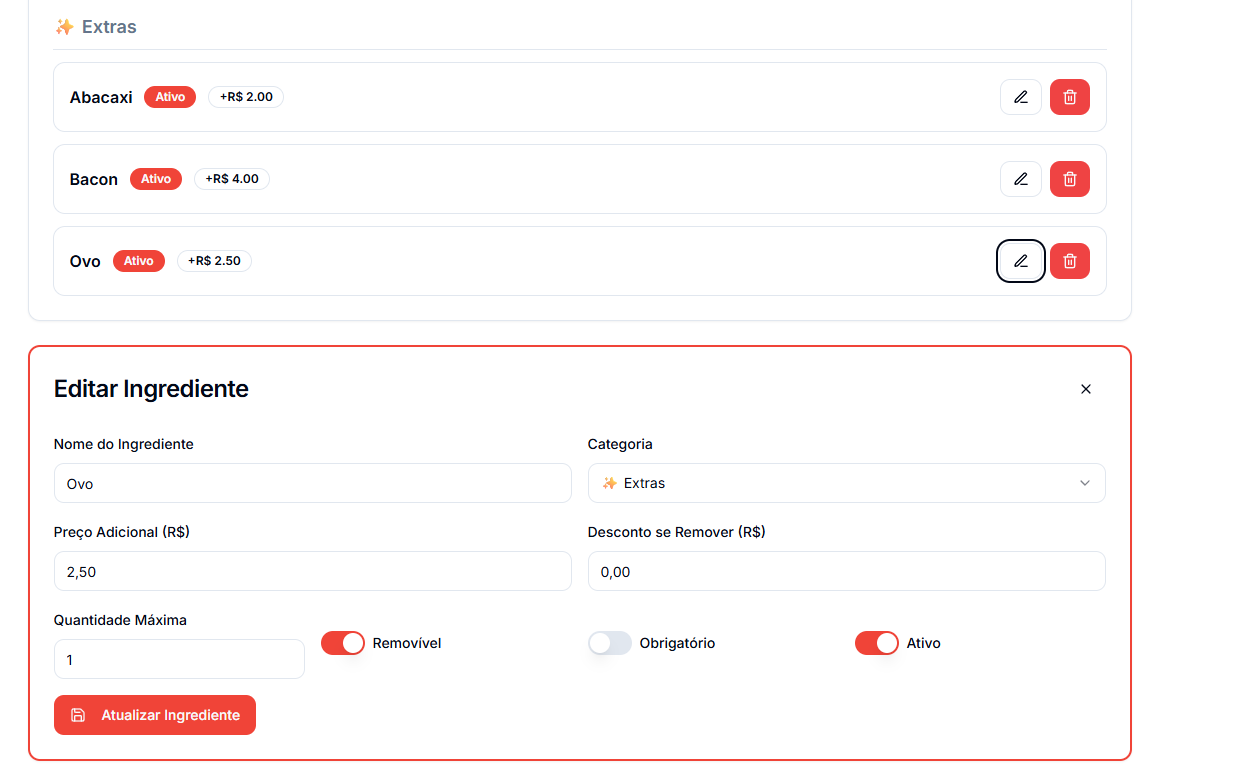 ✨ Extras
Abacaxi Ativo +R$ 2.00
Bacon Ativo +R$ 4.00
Ovo Ativo +R$ 2.50
Editar Ingrediente
Nome do Ingrediente Categoria
Ovo ✨ Extras
Preço Adicional (R$) Desconto se Remover (R$)
2,50 0,00
Quantidade Máxima
1 Removível Obrigatório Ativo
Atualizar Ingrediente